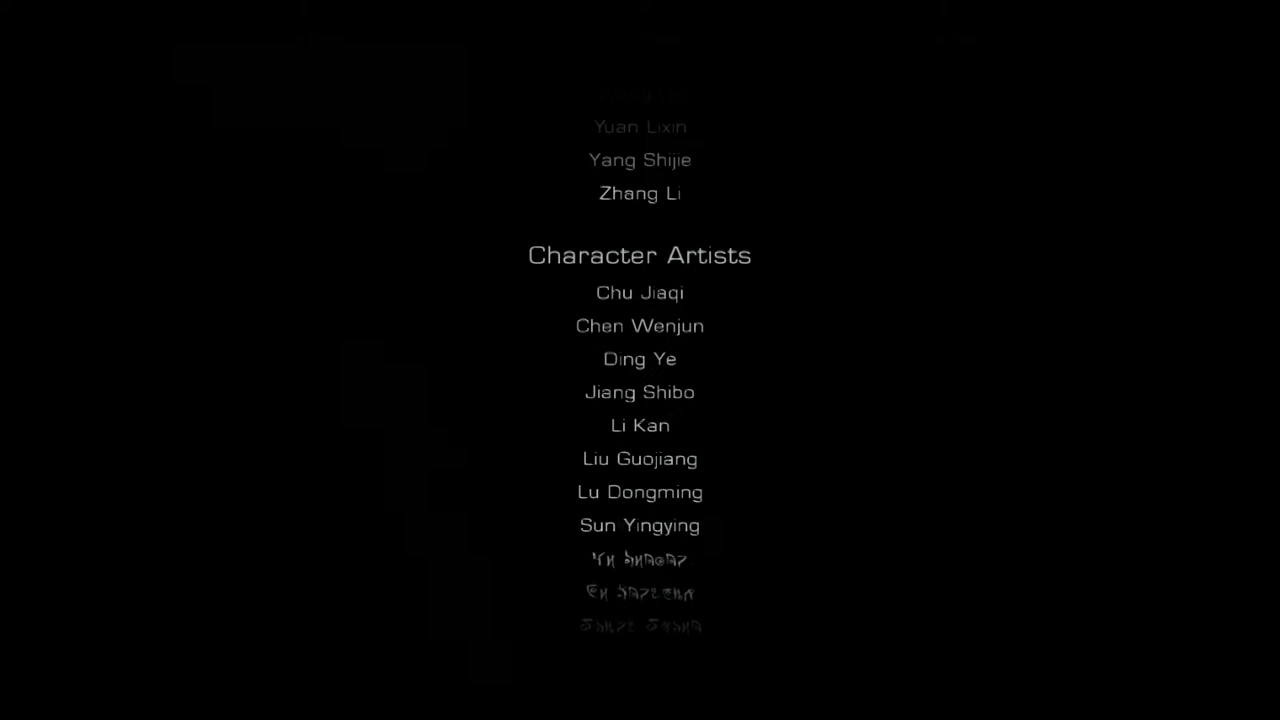 Yuan Lixin
Yang Shijie
Zhang Li
Character Artists
Chu Jiaqi
Chen Wenjun
Ding Ye
Jiang Shibo
Li Kan
Liu Guojiang
Lu Dongming
Sun Yingying